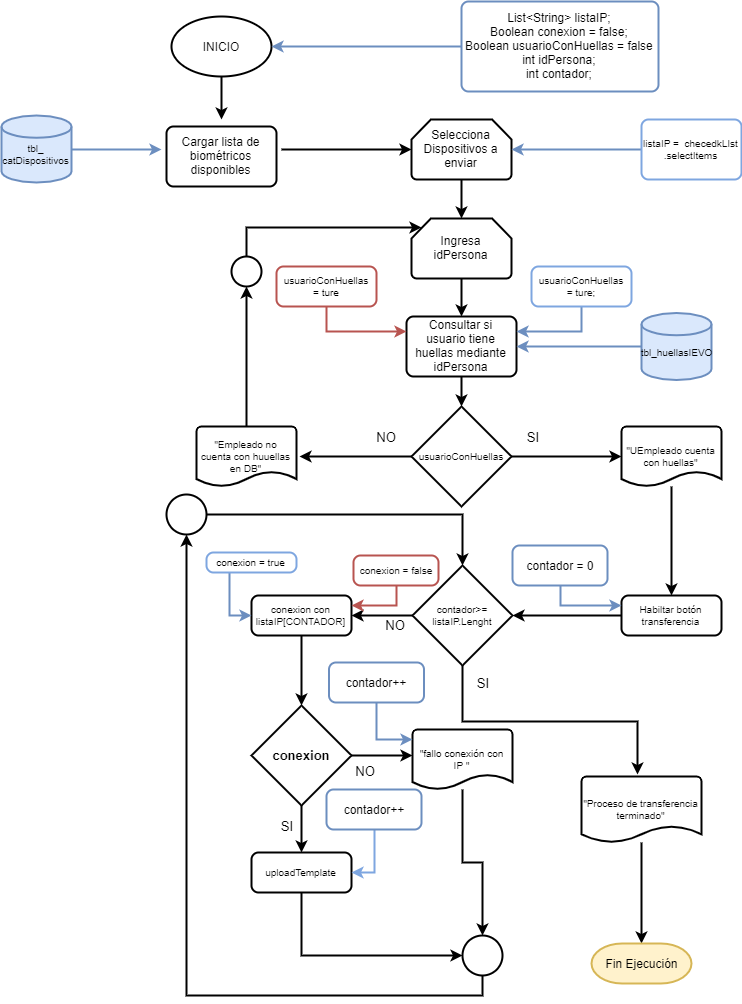 List<String> listaIP;
Boolean conexion = false;
Boolean usuarioConHuellas = false
int idPersona;
int contador;
INICIO
tbl_
catDispositivos
Cargar lista de
biométricos
disponibles
Selecciona
Dispositivos a
enviar
listaIP = checedkLIst
.selectItems
Ingresa
idPersona
usuarioConHuellas
= ture
usuarioConHuellas
= ture;
Consultar si
usuario tiene
huellas mediante
idPersona
tbl_huellasIEVO
"Empleado no
cuenta con huuellas
en DB"
NO
usuarioConHuellas
SI
"UEmpleado cuenta
con huellas"
conexion = true
conexion = false
contador = 0
conexion con
listaIP[CONTADOR]
NO
contador>=
listaIP.Lenght
Habiltar botón
transferencia
SI
contador++
conexion
NO
"fallo conexión con
IP "
SI
contador++
"Proceso de transferencia
terminado"
uploadTemplate
Fin Ejecución